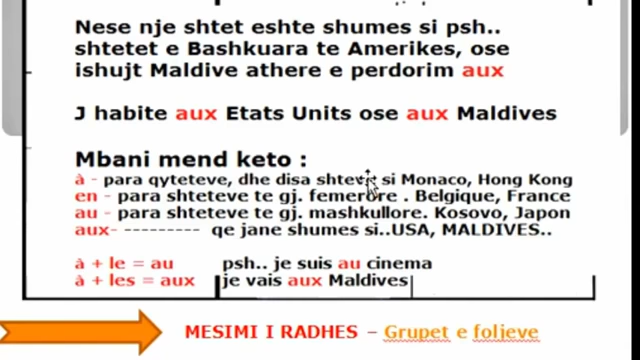 Nese nje shtet eshte shumes si psh..
shtetet e Bashkuara te Amerikes, ose
ishujt Maldive athere e perdorim aux
J habite aux Etats Units ose aux Maldives
Mbani mend keto :
à - para qyteteve, dhe disa shteve si Monaco, Hong Kong
en - para shteteve te gj. femerore . Belgique, France
au - para shteteve te gj. mashkullore. Kosovo, Japon
aux- --------- qe jane shumes si..USA, MALDIVES..
à + le = au psh.. je suis au cinema
à + les = aux je vais aux Maldives
MESIMI I RADHES – Grupet e foljeve